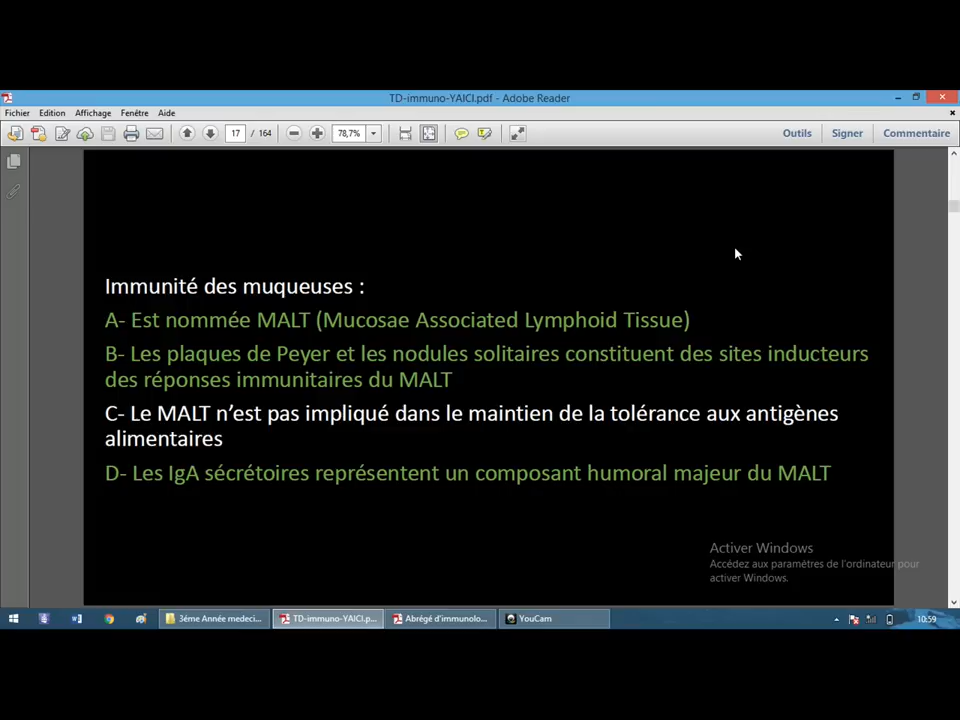 TD-immuno-YAICI.pdf - Adobe Reader
Fichier Edition Affichage Fenêtre Aide
17 / 164 78,7% Outils Signer Commentaire
Immunité des muqueuses :
A- Est nommée MALT (Mucosae Associated Lymphoid Tissue)
B- Les plaques de Peyer et les nodules solitaires constituent des sites inducteurs
des réponses immunitaires du MALT
C- Le MALT n’est pas impliqué dans le maintien de la tolérance aux antigènes
alimentaires
D- Les IgA sécrétoires représentent un composant humoral majeur du MALT
Activer Windows
Accédez aux paramètres de l'ordinateur pour
activer Windows.
3éme Année medeci... TD-immuno-YAICI.p... Abrégé d'immunolo... YouCam 10:59